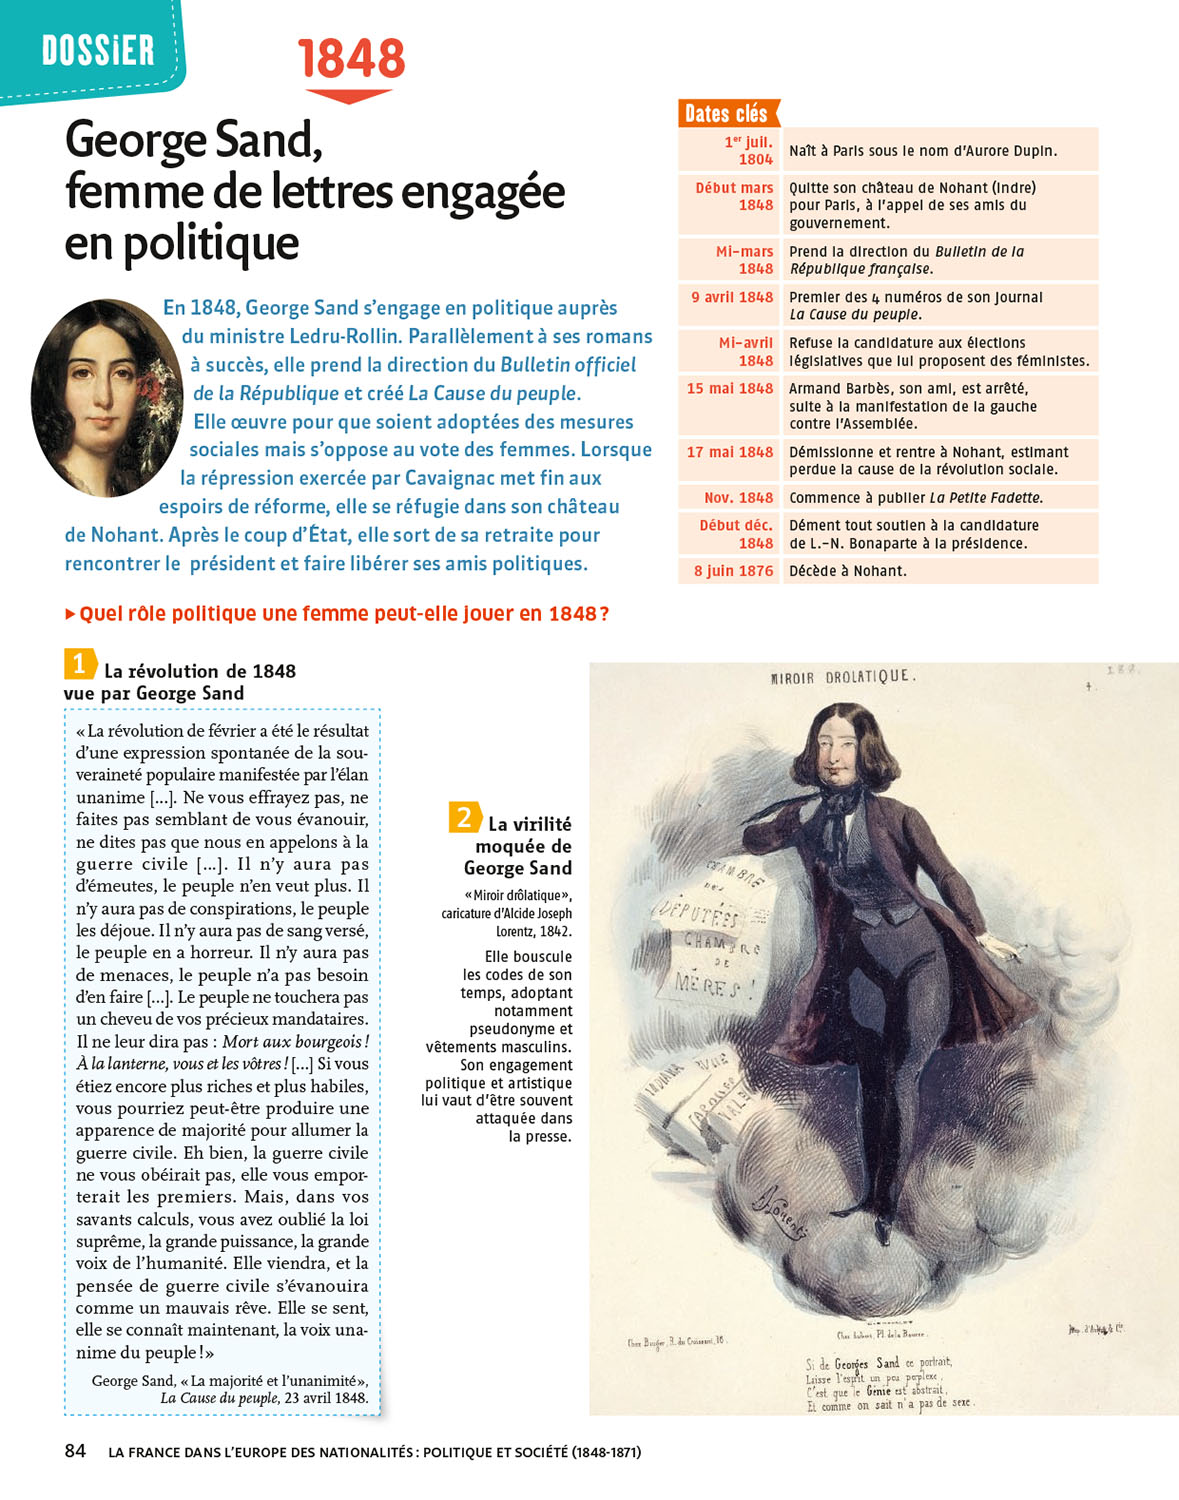 DOSSiER
1848
George Sand,
femme de lettres engagée
en politique
En 1848, George Sand s'engage en politique auprès
du ministre Ledru-Rollin. Parallèlement à ses romans
à succès, elle prend la direction du Bulletin officiel
de la République et créé La Cause du peuple.
Elle œuvre pour que soient adoptées des mesures
sociales mais s'oppose au vote des femmes. Lorsque
la répression exercée par Cavaignac met fin aux
espoirs de réforme, elle se réfugie dans son château
de Nohant. Après le coup d'État, elle sort de sa retraite pour
rencontrer le président et faire libérer ses amis politiques.
▶ Quel rôle politique une femme peut-elle jouer en 1848 ?
Dates clés
1er juil.
1804
Naît à Paris sous le nom d'Aurore Dupin.
Début mars
1848
Quitte son château de Nohant (Indre)
pour Paris, à l'appel de ses amis du
gouvernement.
Mi-mars
1848
Prend la direction du Bulletin de la
République française.
9 avril 1848
Premier des 4 numéros de son journal
La Cause du peuple.
Mi-avril
1848
Refuse la candidature aux élections
législatives que lui proposent des féministes.
15 mai 1848
Armand Barbès, son ami, est arrêté,
suite à la manifestation de la gauche
contre l'Assemblée.
17 mai 1848
Démissionne et rentre à Nohant, estimant
perdue la cause de la révolution sociale.
Nov. 1848
Commence à publier La Petite Fadette.
Début déc.
1848
Dément tout soutien à la candidature
de L.-N. Bonaparte à la présidence.
8 juin 1876
Décède à Nohant.
1 La révolution de 1848
vue par George Sand
« La révolution de février a été le résultat
d'une expression spontanée de la sou-
veraineté populaire manifestée par l'élan
unanime [...]. Ne vous effrayez pas, ne
faites pas semblant de vous évanouir,
ne dites pas que nous en appelons à la
guerre civile [...]. Il n'y aura pas
d'émeutes, le peuple n'en veut plus. Il
n'y aura pas de conspirations, le peuple
les déjoue. Il n'y aura pas de sang versé,
le peuple en a horreur. Il n'y aura pas
de menaces, le peuple n'a pas besoin
d'en faire [...]. Le peuple ne touchera pas
un cheveu de vos précieux mandataires.
Il ne leur dira pas : Mort aux bourgeois !
À la lanterne, vous et les vôtres ! [...] Si vous
étiez encore plus riches et plus habiles,
vous pourriez peut-être produire une
apparence de majorité pour allumer la
guerre civile. Eh bien, la guerre civile
ne vous obéirait pas, elle vous empor-
terait les premiers. Mais, dans vos
savants calculs, vous avez oublié la loi
suprême, la grande puissance, la grande
voix de l'humanité. Elle viendra, et la
pensée de guerre civile s'évanouira
comme un mauvais rêve. Elle se sent,
elle se connaît maintenant, la voix una-
nime du peuple ! »
George Sand, « La majorité et l'unanimité »,
La Cause du peuple, 23 avril 1848.
2 La virilité
moquée de
George Sand
« Miroir drôlatique »,
caricature d'Alcide Joseph
Lorentz, 1842.
Elle bouscule
les codes de son
temps, adoptant
notamment
pseudonyme et
vêtements masculins.
Son engagement
politique et artistique
lui vaut d'être souvent
attaquée dans
la presse.
MIROIR DROLATIQUE.
188.
4.
CHAMBRE
DES
DÉPUTÉES
CHAMBRE
DE
MÈRES !
INDIANA
A. Lorentz
Chez Bauger, R. du Croissant, 16.
Chez Aubert, Pl. de la Bourse.
Imp. d'Aubert & Cie
Si de Georges Sand ce portrait,
Laisse l'esprit un peu perplexe,
C'est que le Génie est abstrait,
Et comme on sait n'a pas de sexe.
84 LA FRANCE DANS L'EUROPE DES NATIONALITÉS : POLITIQUE ET SOCIÉTÉ (1848-1871)